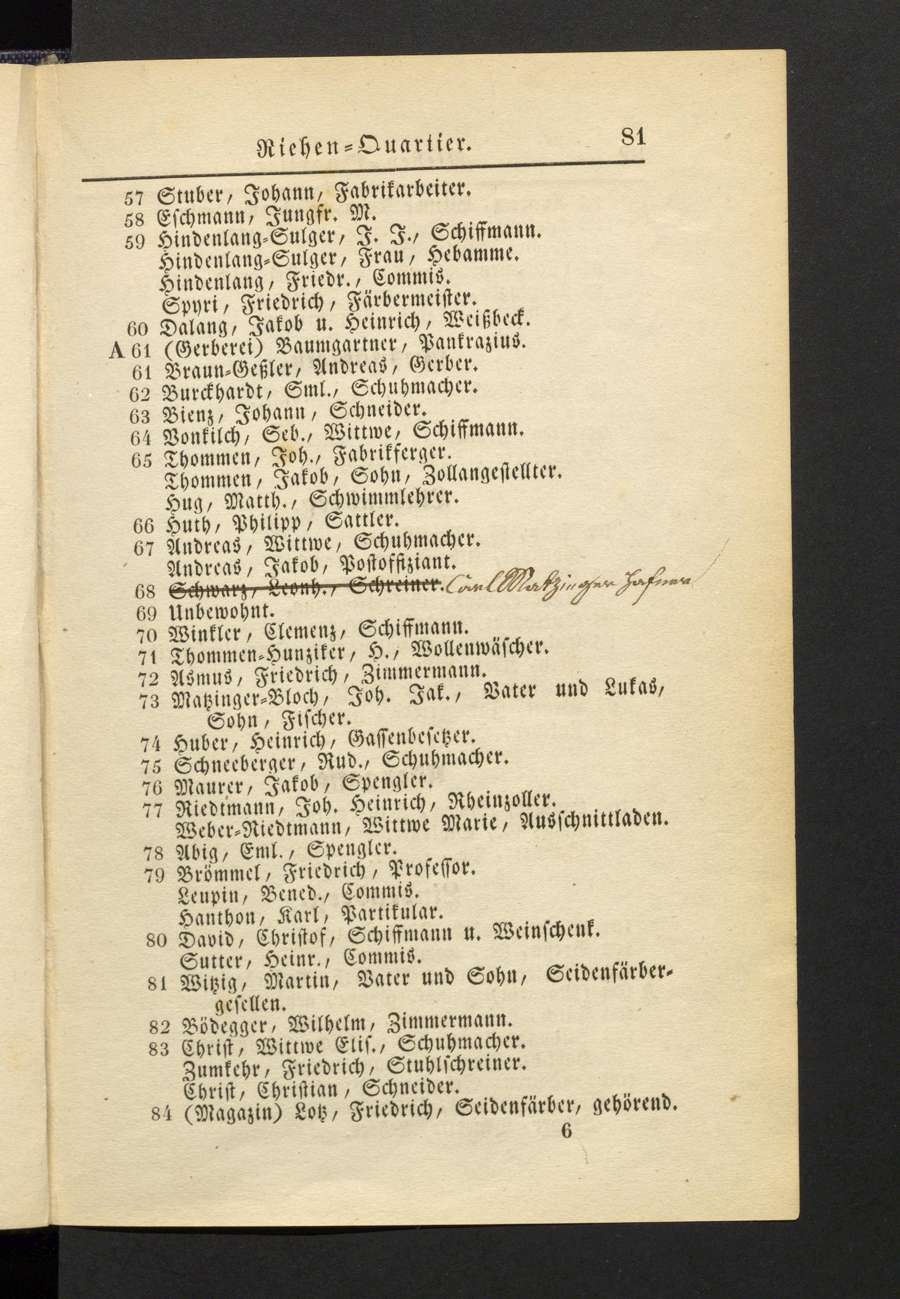 Riehen-Quartier. 81
57 Stuber, Johann, Fabrikarbeiter.
58 Eschmann, Jungfr. M.
59 Hindenlang-Sulger, J. J., Schiffmann.
Hindenlang-Sulger, Frau, Hebamme.
Hindenlang, Friedr., Commis.
Spyri, Friedrich, Färbermeister.
60 Dalang, Jakob u. Heinrich, Weißbeck.
A 61 (Gerberei) Baumgartner, Pankrazius.
61 Braun-Geßler, Andreas, Gerber.
62 Burckhardt, Sml., Schuhmacher.
63 Bienz, Johann, Schneider.
64 Vonkilch, Seb., Wittwe, Schiffmann.
65 Thommen, Joh., Fabrikferger.
Thommen, Jakob, Sohn, Zollangestellter.
Hug, Matth., Schwimmlehrer.
66 Huth, Philipp, Sattler.
67 Andreas, Wittwe, Schuhmacher.
Andreas, Jakob, Postoffiziant.
68 Schwarz, Leonh., Schreiner. Carl Matzinger Hafner
69 Unbewohnt.
70 Winkler, Clemenz, Schiffmann.
71 Thommen-Hunziker, H., Wollenwäscher.
72 Asmus, Friedrich, Zimmermann.
73 Matzinger-Bloch, Joh. Jak., Vater und Lukas,
Sohn, Fischer.
74 Huber, Heinrich, Gassenbesetzer.
75 Schneeberger, Rud., Schuhmacher.
76 Maurer, Jakob, Spengler.
77 Riedtmann, Joh. Heinrich, Rheinzoller.
Weber-Riedtmann, Wittwe Marie, Ausschnittladen.
78 Abig, Eml., Spengler.
79 Brömmel, Friedrich, Professor.
Leupin, Bened., Commis.
Hanthon, Karl, Partikular.
80 David, Christof, Schiffmann u. Weinschenk.
Sutter, Heinr., Commis.
81 Witzig, Martin, Vater und Sohn, Seidenfärber-
gesellen.
82 Bödegger, Wilhelm, Zimmermann.
83 Christ, Wittwe Elis., Schuhmacher.
Zumkehr, Friedrich, Stuhlschreiner.
Christ, Christian, Schneider.
84 (Magazin) Lotz, Friedrich, Seidenfärber, gehörend.
6